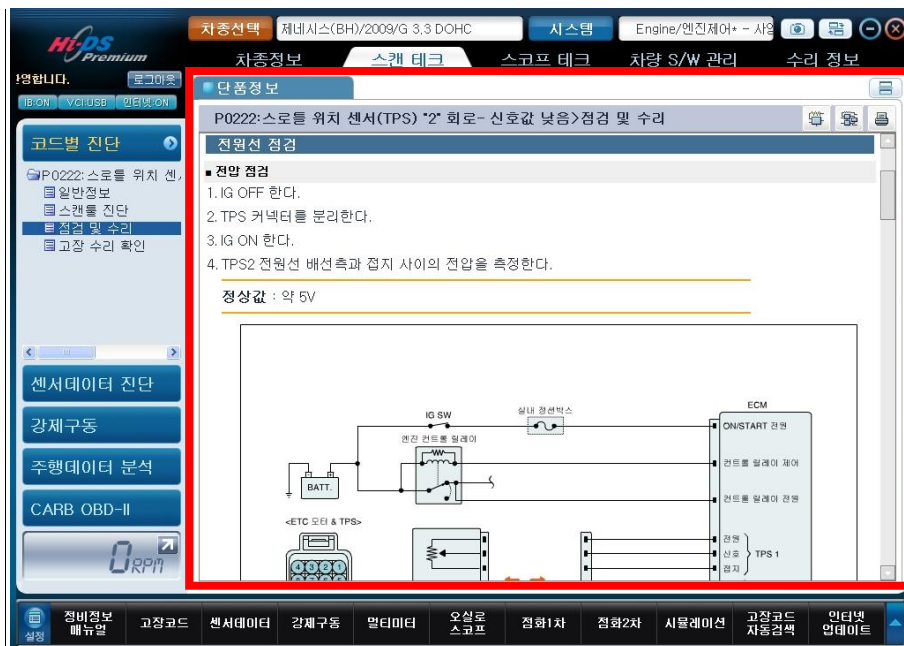 Hi-DS
Premium
차종선택
제네시스(BH)/2009/G 3,3 DOHC
시스템
Engine/엔진제어* - 사양
차종정보
스캔 테크
스코프 테크
차량 S/W 관리
수리 정보
영합니다.
로그아웃
IB:ON
VCI:USB
인터넷:ON
코드별 진단
P0222:스로틀 위치 센,
일반정보
스캔툴 진단
점검 및 수리
고장 수리 확인
센서데이터 진단
강제구동
주행데이터 분석
CARB OBD-II
0 RPM
단품정보
P0222:스로틀 위치 센서(TPS) "2" 회로- 신호값 낮음>점검 및 수리
전원선 점검
■ 전압 점검
1. IG OFF 한다.
2. TPS 커넥터를 분리한다.
3. IG ON 한다.
4. TPS2 전원선 배선측과 접지 사이의 전압을 측정한다.
정상값 : 약 5V
IG SW
실내 정션박스
ECM
ON/START 전원
엔진 컨트롤 릴레이
컨트롤 릴레이 제어
BATT.
컨트롤 릴레이 전원
<ETC 모터 & TPS>
전원
신호
TPS 1
접지
4 3 2 1
설정
정비정보
매뉴얼
고장코드
센서데이터
강제구동
멀티미터
오실로
스코프
점화1차
점화2차
시뮬레이션
고장코드
자동검색
인터넷
업데이트